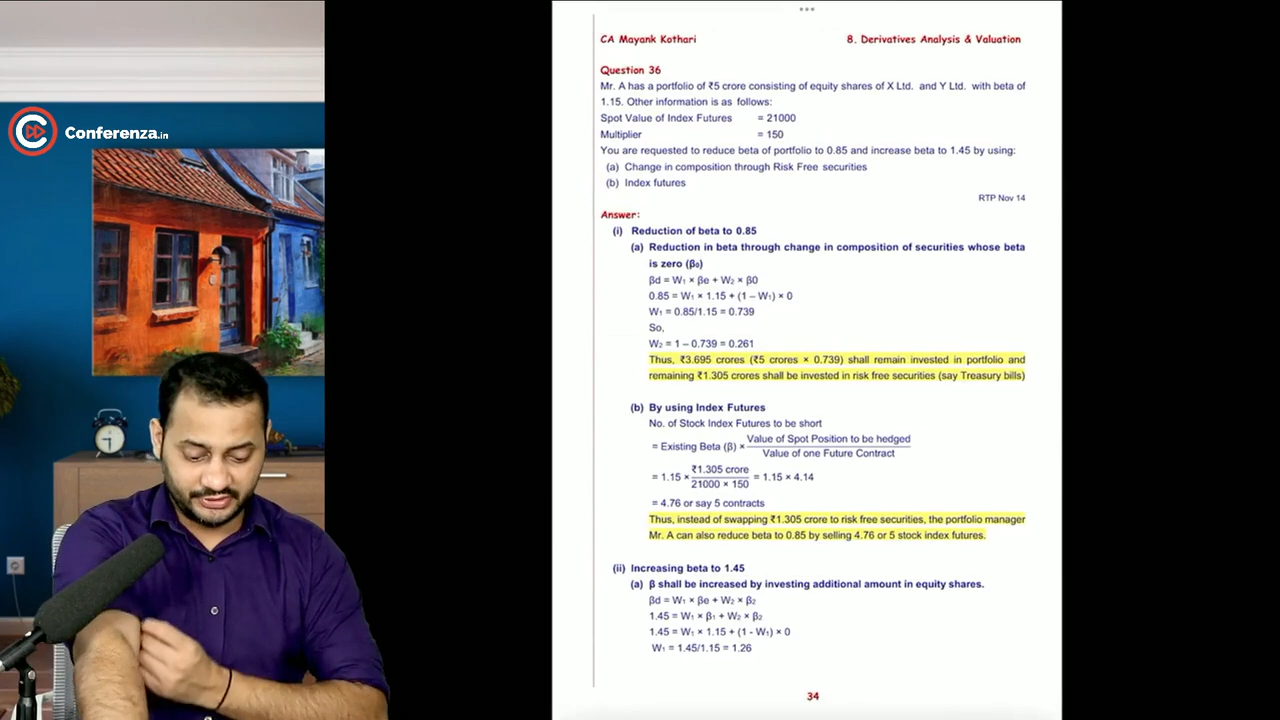 Conferenza.in
CA Mayank Kothari
8. Derivatives Analysis & Valuation
Question 36
Mr. A has a portfolio of ₹5 crore consisting of equity shares of X Ltd. and Y Ltd. with beta of
1.15. Other information is as follows:
Spot Value of Index Futures = 21000
Multiplier = 150
You are requested to reduce beta of portfolio to 0.85 and increase beta to 1.45 by using:
(a) Change in composition through Risk Free securities
(b) Index futures
RTP Nov 14
Answer:
(i) Reduction of beta to 0.85
(a) Reduction in beta through change in composition of securities whose beta
is zero (β₀)
βd = W₁ × βe + W₂ × β0
0.85 = W₁ × 1.15 + (1 – W₁) × 0
W₁ = 0.85/1.15 = 0.739
So,
W₂ = 1 – 0.739 = 0.261
Thus, ₹3.695 crores (₹5 crores × 0.739) shall remain invested in portfolio and
remaining ₹1.305 crores shall be invested in risk free securities (say Treasury bills)
(b) By using Index Futures
No. of Stock Index Futures to be short
= Existing Beta (β) × Value of Spot Position to be hedged
Value of one Future Contract
= 1.15 × ₹1.305 crore
21000 × 150 = 1.15 × 4.14
= 4.76 or say 5 contracts
Thus, instead of swapping ₹1.305 crore to risk free securities, the portfolio manager
Mr. A can also reduce beta to 0.85 by selling 4.76 or 5 stock index futures.
(ii) Increasing beta to 1.45
(a) β shall be increased by investing additional amount in equity shares.
βd = W₁ × βe + W₂ × β₂
1.45 = W₁ × β₁ + W₂ × β₂
1.45 = W₁ × 1.15 + (1 - W₁) × 0
W₁ = 1.45/1.15 = 1.26
34